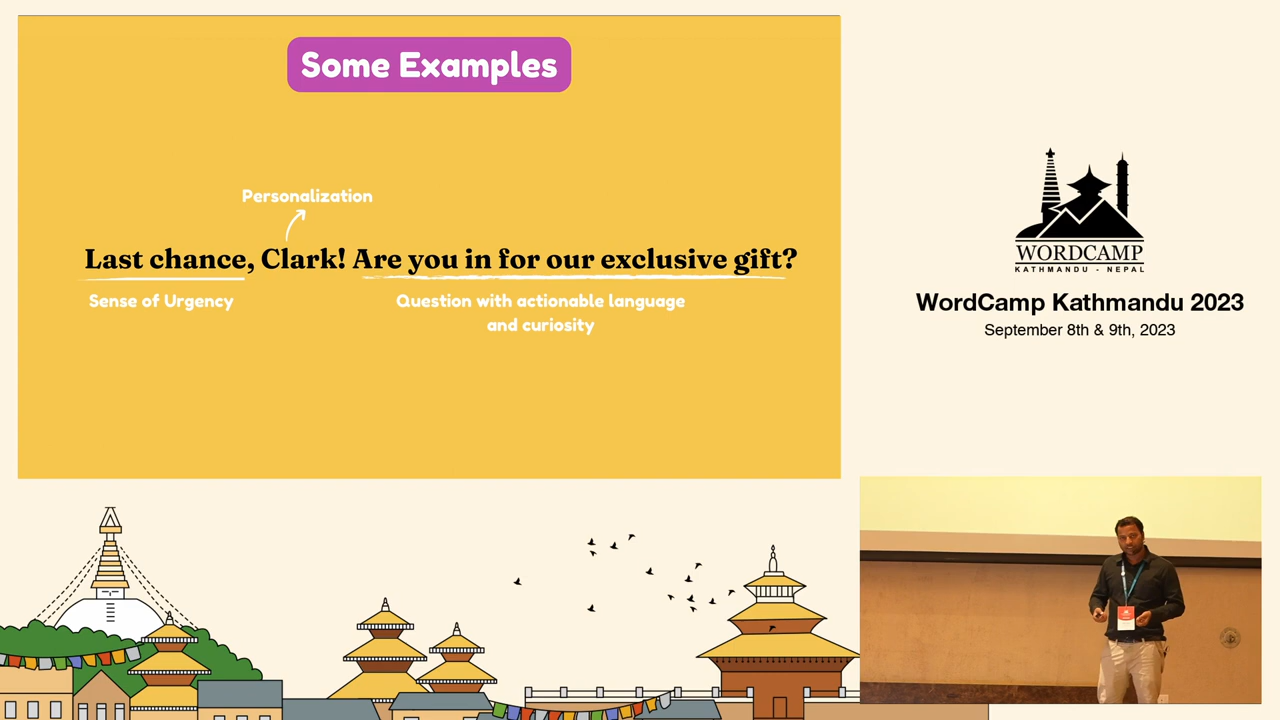 Some Examples
Personalization
Last chance, Clark! Are you in for our exclusive gift?
Sense of Urgency
Question with actionable language
and curiosity
WORDCAMP
KATHMANDU - NEPAL
WordCamp Kathmandu 2023
September 8th & 9th, 2023